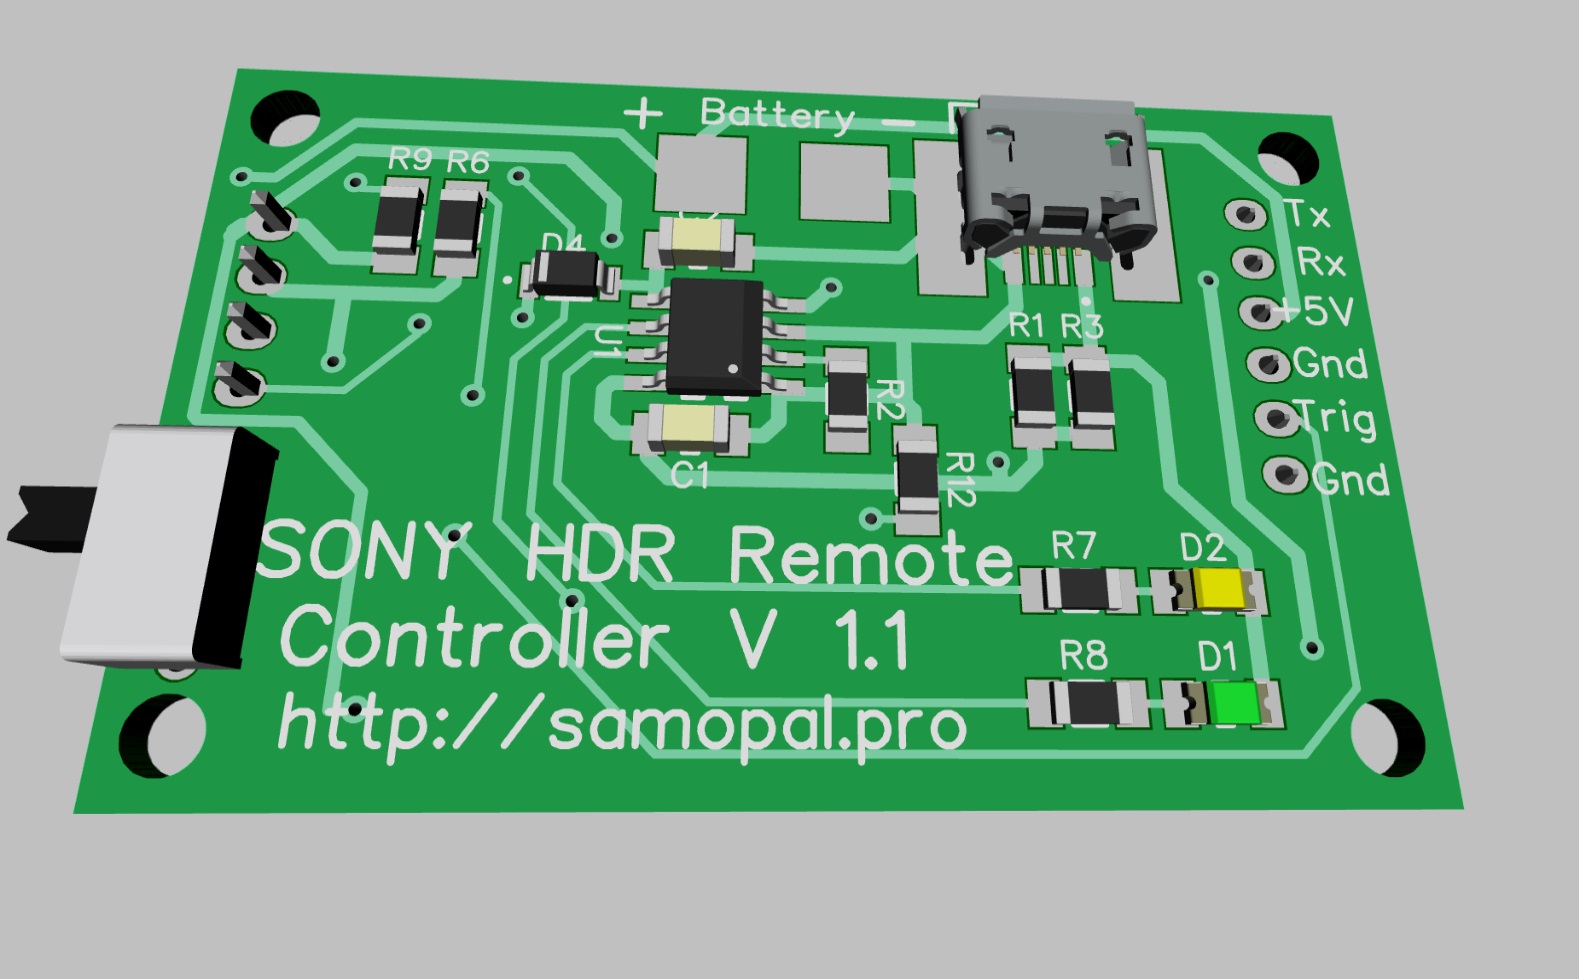 + Battery -
R9 R6
Tx
Rx
D4
+5V
U1
R1 R3
Gnd
R2
Trig
C1
R12
Gnd
SONY HDR Remote
Controller V 1.1
http://samopal.pro
R7
D2
R8
D1